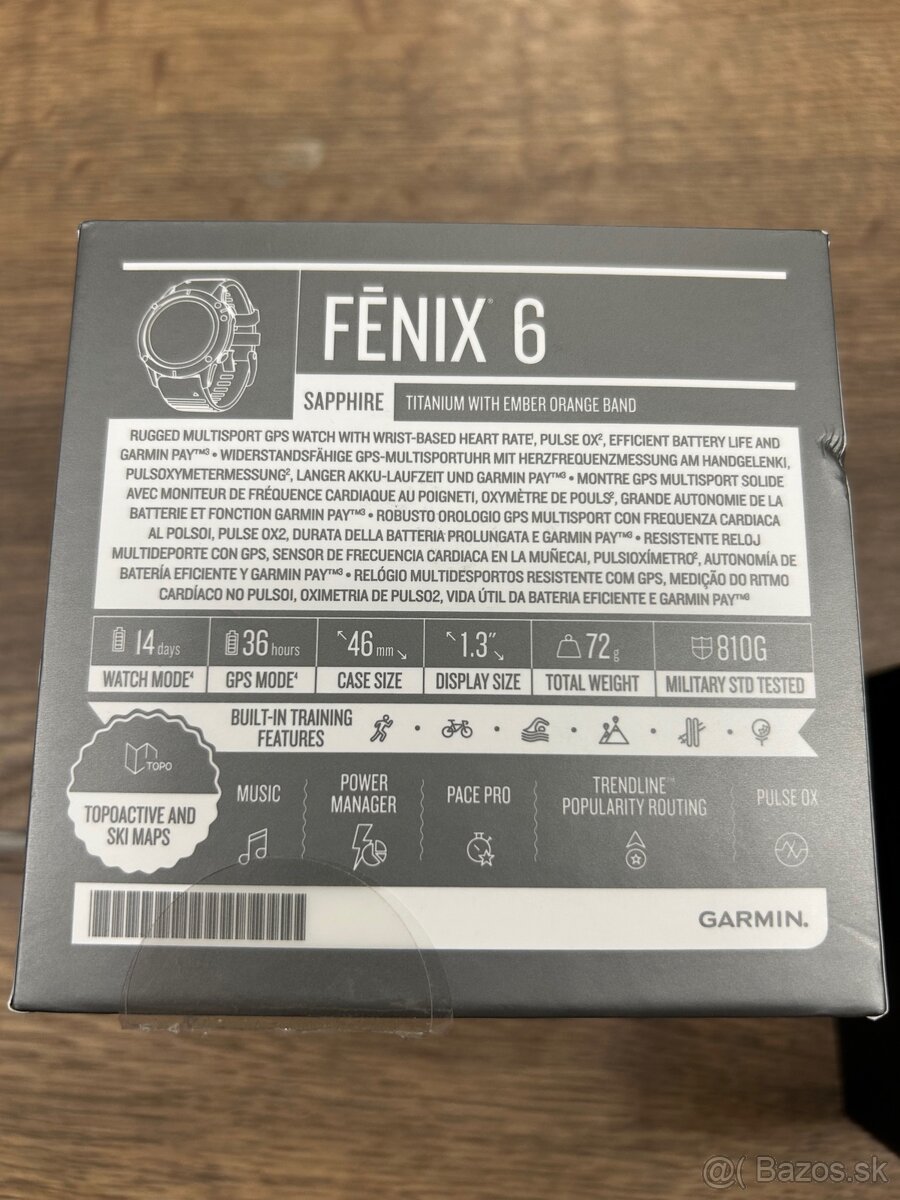 FĒNIX® 6
SAPPHIRE
TITANIUM WITH EMBER ORANGE BAND
RUGGED MULTISPORT GPS WATCH WITH WRIST-BASED HEART RATE¹, PULSE OX², EFFICIENT BATTERY LIFE AND
GARMIN PAY™³ • WIDERSTANDSFÄHIGE GPS-MULTISPORTUHR MIT HERZFREQUENZMESSUNG AM HANDGELENK¹,
PULSOXYMETERMESSUNG², LANGER AKKU-LAUFZEIT UND GARMIN PAY™³ • MONTRE GPS MULTISPORT SOLIDE
AVEC MONITEUR DE FRÉQUENCE CARDIAQUE AU POIGNET1, OXYMÈTRE DE POULS², GRANDE AUTONOMIE DE LA
BATTERIE ET FONCTION GARMIN PAY™³ • ROBUSTO OROLOGIO GPS MULTISPORT CON FREQUENZA CARDIACA
AL POLSO1, PULSE OX2, DURATA DELLA BATTERIA PROLUNGATA E GARMIN PAY™³ • RESISTENTE RELOJ
MULTIDEPORTE CON GPS, SENSOR DE FRECUENCIA CARDIACA EN LA MUÑECA1, PULSIOXÍMETRO², AUTONOMÍA DE
BATERÍA EFICIENTE Y GARMIN PAY™³ • RELÓGIO MULTIDESPORTOS RESISTENTE COM GPS, MEDIÇÃO DO RITMO
CARDÍACO NO PULSO1, OXIMETRIA DE PULSO2, VIDA ÚTIL DA BATERIA EFICIENTE E GARMIN PAY™³
14 days
36 hours
46 mm
1.3″
72 g
810G
WATCH MODE⁴
GPS MODE⁴
CASE SIZE
DISPLAY SIZE
TOTAL WEIGHT
MILITARY STD TESTED
BUILT-IN TRAINING
FEATURES
TOPO
TOPOACTIVE AND
SKI MAPS
MUSIC
POWER
MANAGER
PACE PRO
TRENDLINE™
POPULARITY ROUTING
PULSE OX
GARMIN.
@( Bazos.sk